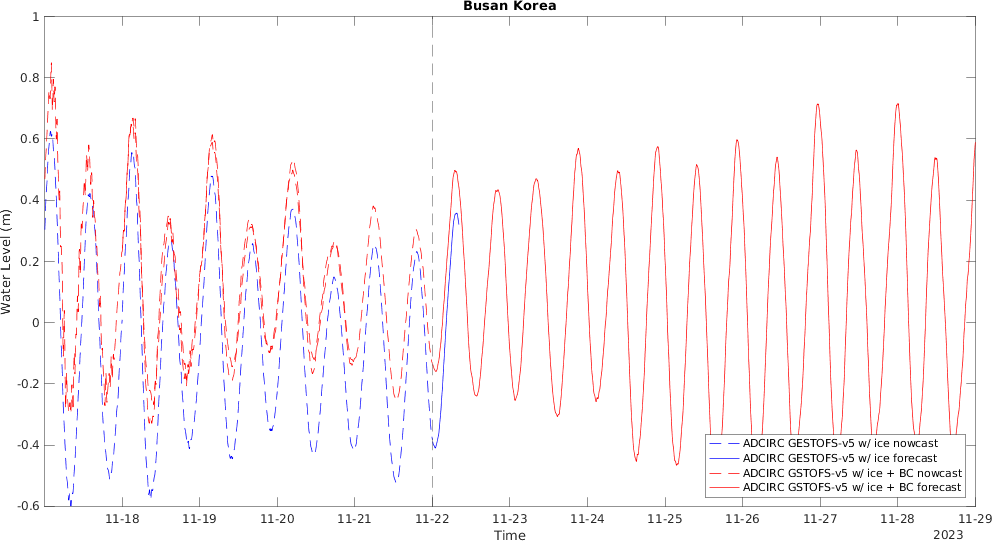 Busan Korea
1
0.8
0.6
0.4
0.2
0
-0.2
-0.4
-0.6
Water Level (m)
ADCIRC GESTOFS-v5 w/ ice nowcast
ADCIRC GESTOFS-v5 w/ ice forecast
ADCIRC GSTOFS-v5 w/ ice + BC nowcast
ADCIRC GSTOFS-v5 w/ ice + BC forecast
11-18 11-19 11-20 11-21 11-22 11-23 11-24 11-25 11-26 11-27 11-28 11-29
Time
2023